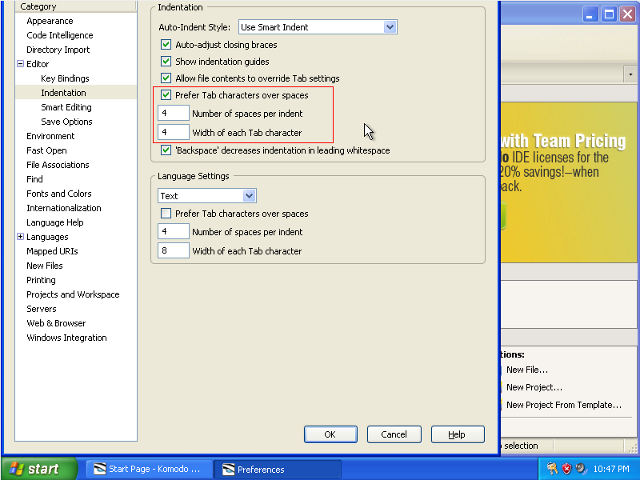 Category
Appearance
Code Intelligence
Directory Import
Editor
Key Bindings
Indentation
Smart Editing
Save Options
Environment
Fast Open
File Associations
Find
Fonts and Colors
Internationalization
Language Help
Languages
Mapped URIs
New Files
Printing
Projects and Workspace
Servers
Web & Browser
Windows Integration
Indentation
Auto-Indent Style: Use Smart Indent
Auto-adjust closing braces
Show indentation guides
Allow file contents to override Tab settings
Prefer Tab characters over spaces
4 Number of spaces per indent
4 Width of each Tab character
'Backspace' decreases indentation in leading whitespace
Language Settings
Text
Prefer Tab characters over spaces
4 Number of spaces per indent
8 Width of each Tab character
OK Cancel Help
with Team Pricing
IDE licenses for the
20% savings!—when
ack.
ions:
New File...
New Project...
New Project From Template...
selection
start
Start Page - Komodo ...
Preferences
10:47 PM